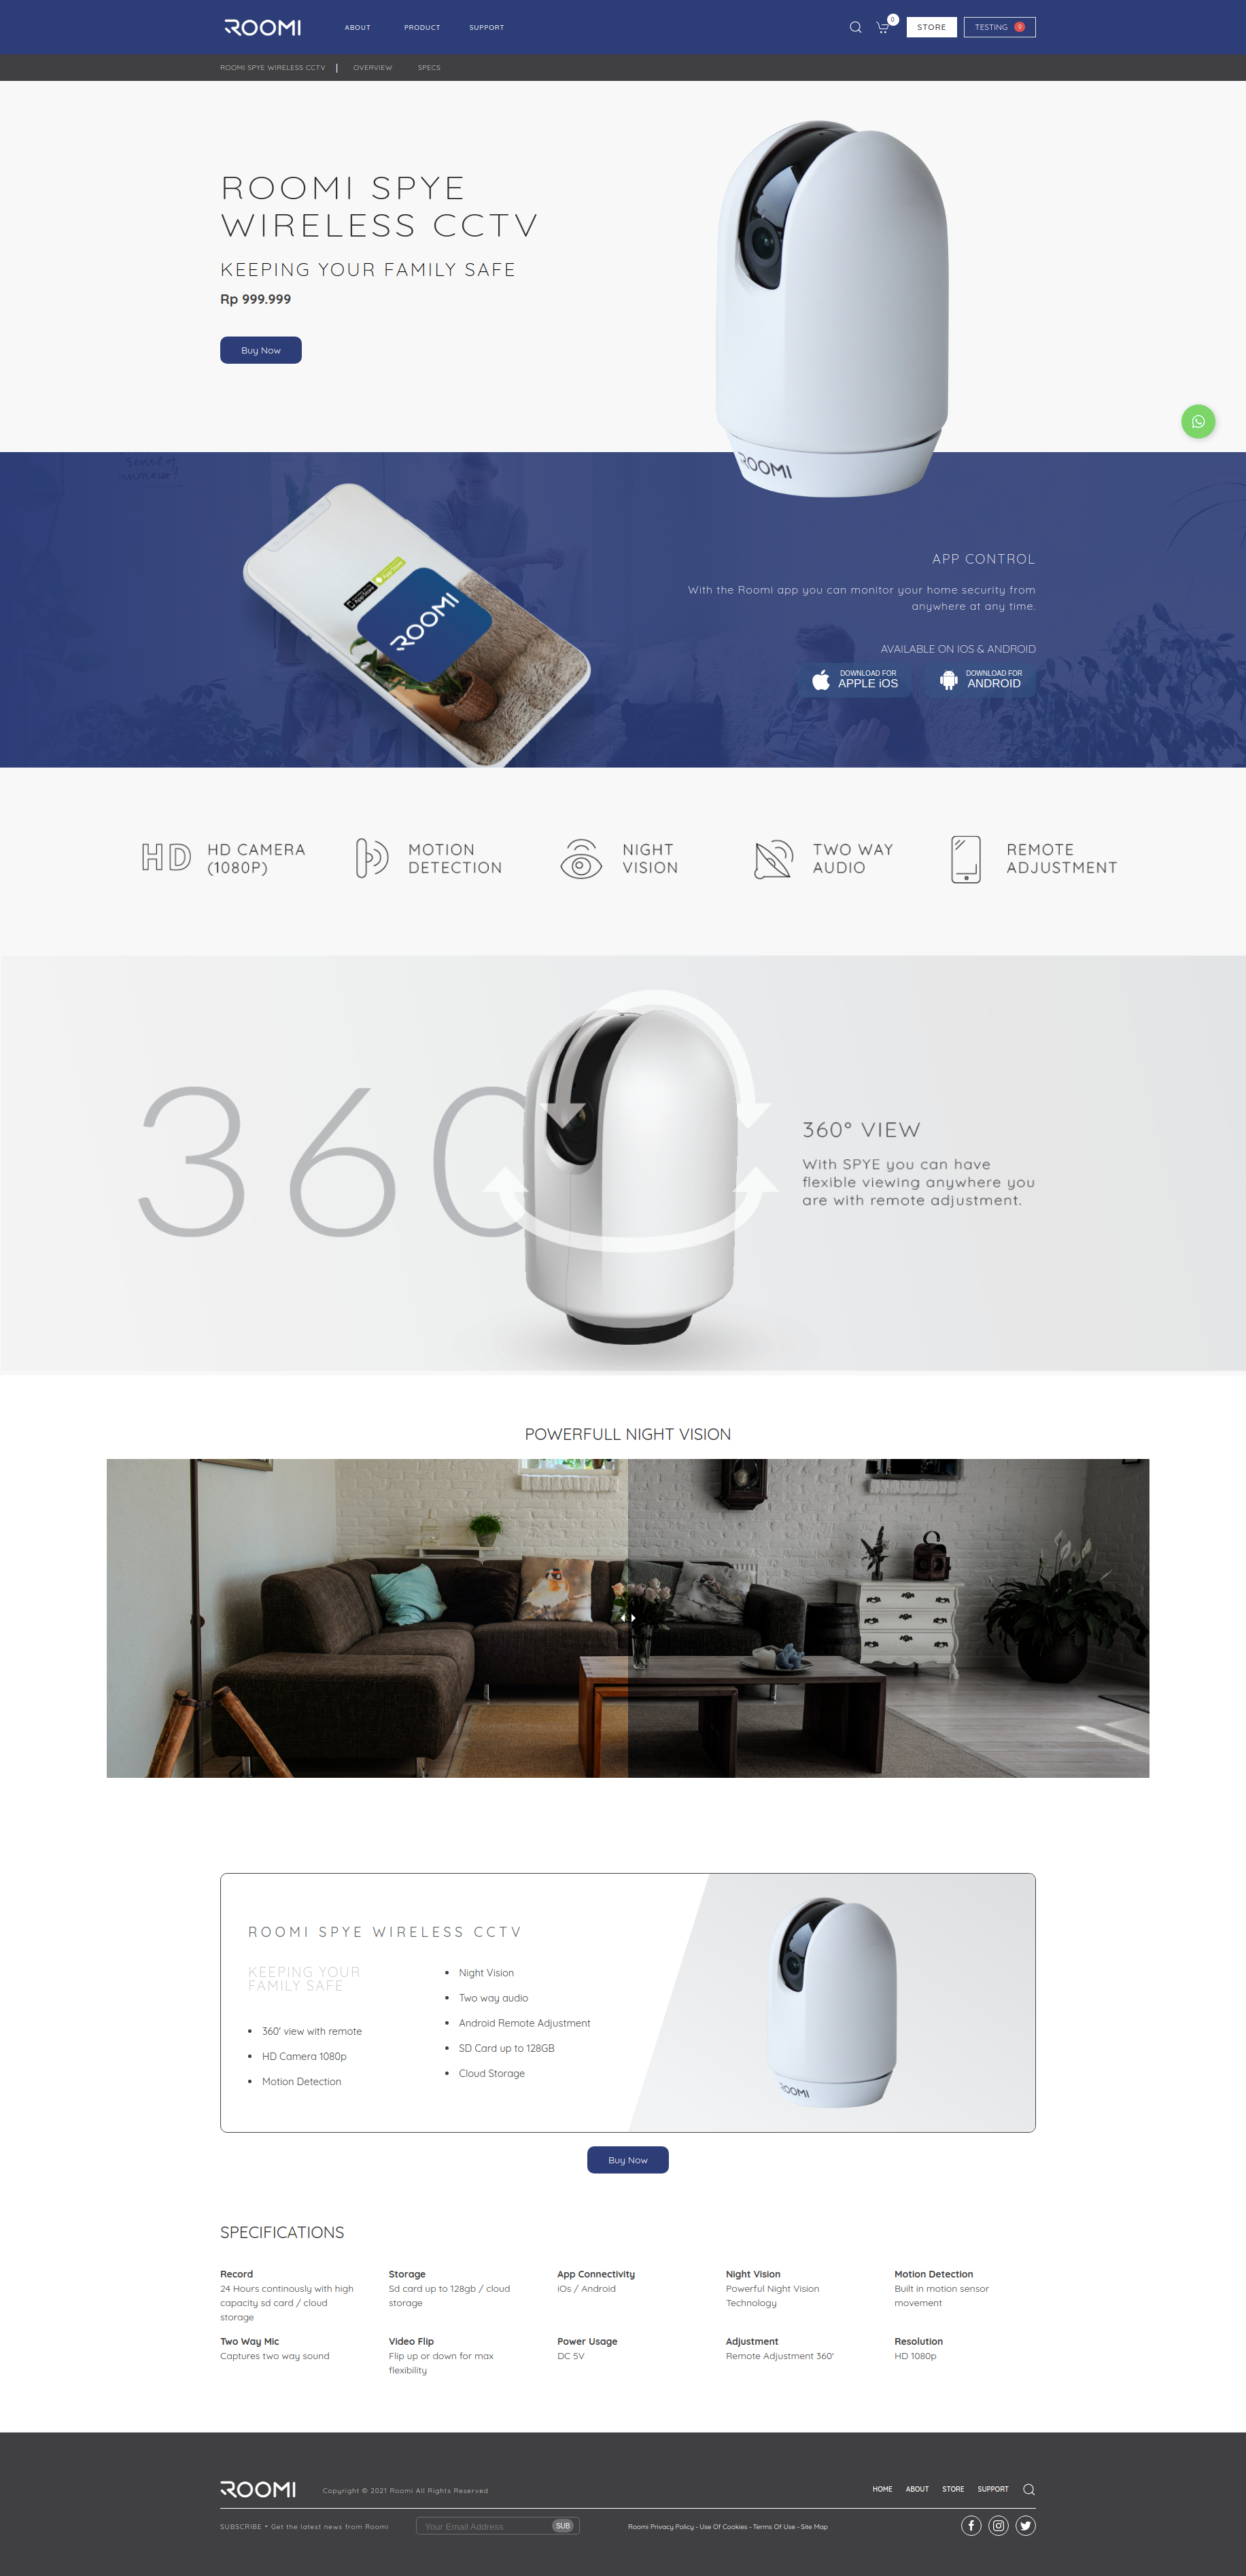 ROOMI
ABOUT
PRODUCT
SUPPORT
0
STORE
TESTING
ROOMI SPYE WIRELESS CCTV
OVERVIEW
SPECS
ROOMI SPYE
WIRELESS CCTV
KEEPING YOUR FAMILY SAFE
Rp 999.999
Buy Now
ROOMI
ROOMI
APP CONTROL
With the Roomi app you can monitor your home security from
anywhere at any time.
AVAILABLE ON IOS & ANDROID
DOWNLOAD FOR
APPLE iOS
DOWNLOAD FOR
ANDROID
HD
HD CAMERA
(1080P)
MOTION
DETECTION
NIGHT
VISION
TWO WAY
AUDIO
REMOTE
ADJUSTMENT
360
360° VIEW
With SPYE you can have
flexible viewing anywhere you
are with remote adjustment.
POWERFULL NIGHT VISION
ROOMI SPYE WIRELESS CCTV
KEEPING YOUR
FAMILY SAFE
360' view with remote
HD Camera 1080p
Motion Detection
Night Vision
Two way audio
Android Remote Adjustment
SD Card up to 128GB
Cloud Storage
ROOMI
Buy Now
SPECIFICATIONS
Record
24 Hours continously with high
capacity sd card / cloud
storage
Storage
Sd card up to 128gb / cloud
storage
App Connectivity
iOs / Android
Night Vision
Powerful Night Vision
Technology
Motion Detection
Built in motion sensor
movement
Two Way Mic
Captures two way sound
Video Flip
Flip up or down for max
flexibility
Power Usage
DC 5V
Adjustment
Remote Adjustment 360'
Resolution
HD 1080p
ROOMI
Copyright © 2021 Roomi All Rights Reserved
HOME
ABOUT
STORE
SUPPORT
SUBSCRIBE • Get the latest news from Roomi
Your Email Address
SUB
Roomi Privacy Policy - Use Of Cookies - Terms Of Use - Site Map